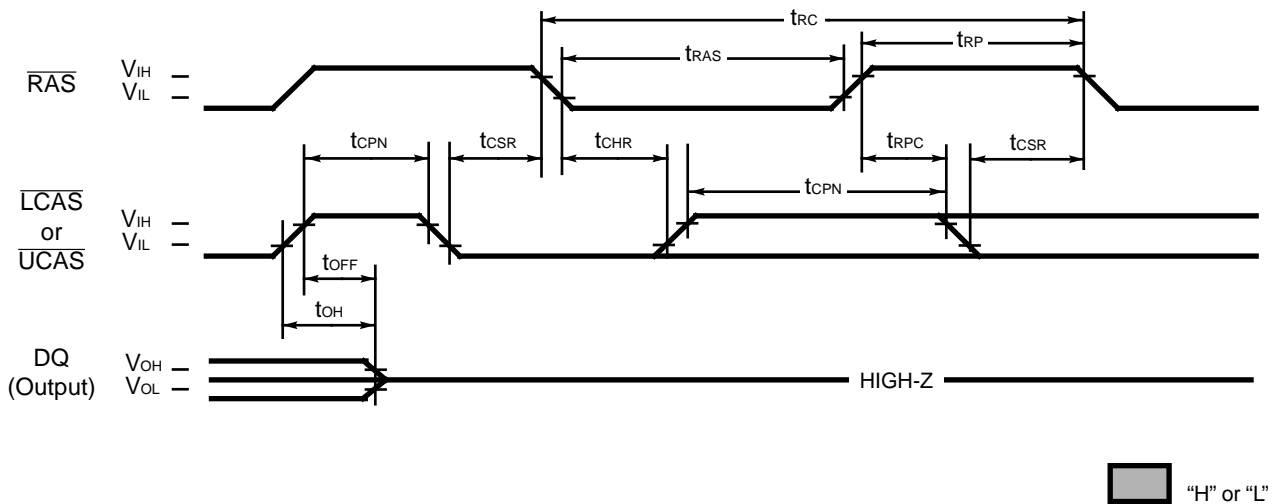 tRC
tRAS
tRP
RAS
VIH
VIL
tCPN
tCSR
tCHR
tRPC
tCSR
tCPN
LCAS
or
UCAS
VIH
VIL
tOFF
tOH
DQ
(Output)
VOH
VOL
HIGH-Z
“H” or “L”